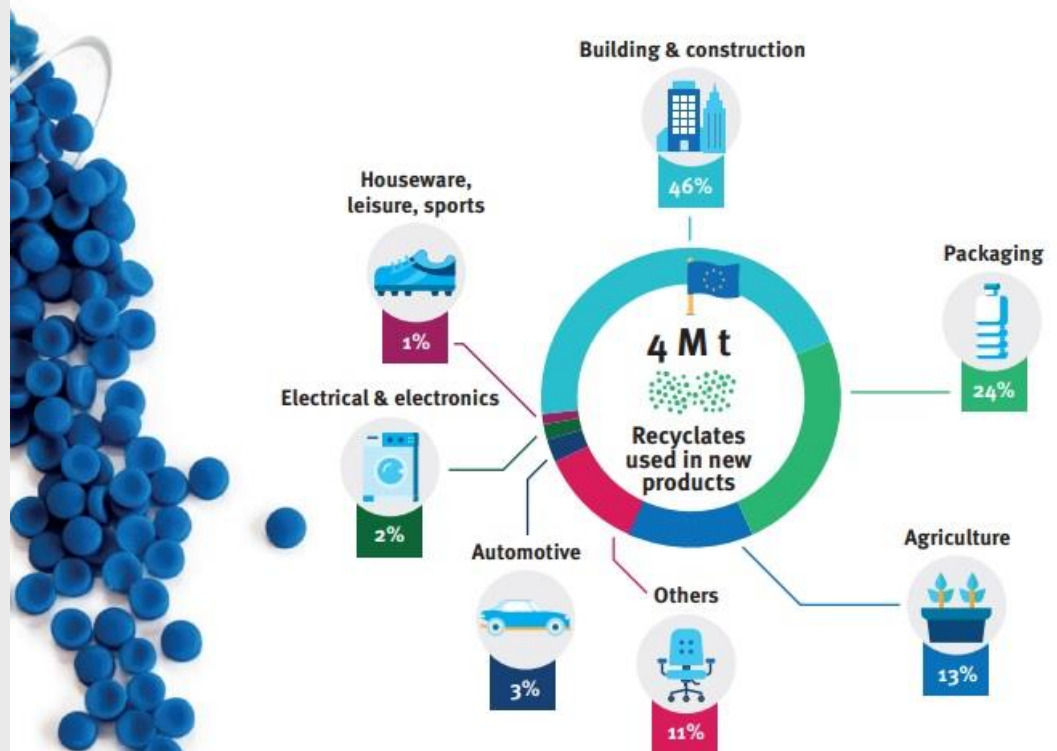 Building & construction
46%
Houseware,
leisure, sports
1%
Packaging
24%
4 M t
Recyclates
used in new
products
Electrical & electronics
2%
Automotive
3%
Others
11%
Agriculture
13%